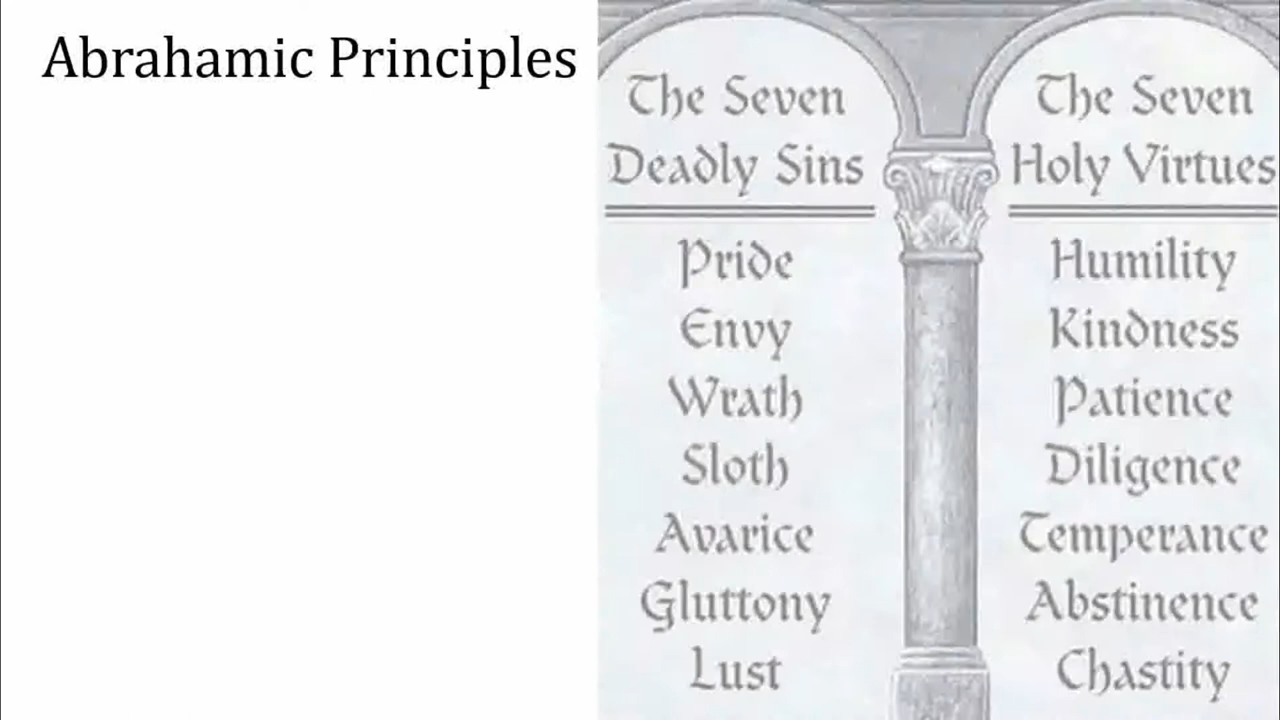 Abrahamic Principles
The Seven
Deadly Sins
Pride
Envy
Wrath
Sloth
Avarice
Gluttony
Lust
The Seven
Holy Virtues
Humility
Kindness
Patience
Diligence
Temperance
Abstinence
Chastity